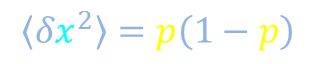 ⟨δx²⟩ = p(1 − p)